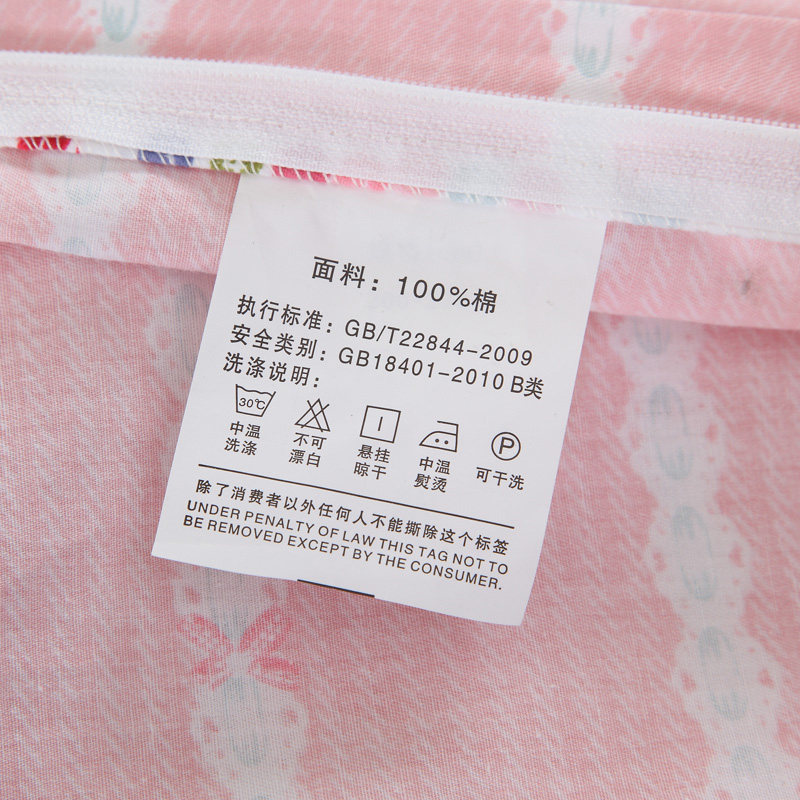 面料：100%棉
执行标准：GB/T22844-2009
安全类别：GB18401-2010 B类
洗涤说明：
30℃ P
中温 不可 悬挂 中温 可干洗
洗涤 漂白 晾干 熨烫
除了消费者以外任何人不能撕除这个标签
UNDER PENALTY OF LAW THIS TAG NOT TO
BE REMOVED EXCEPT BY THE CONSUMER.